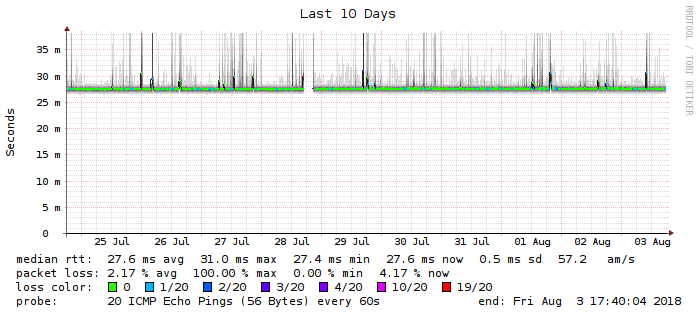 Last 10 Days
RRDTOOL / TOBI OETIKER
Seconds
35 m
30 m
25 m
20 m
15 m
10 m
5 m
0
25 Jul 26 Jul 27 Jul 28 Jul 29 Jul 30 Jul 31 Jul 01 Aug 02 Aug 03 Aug
median rtt: 27.6 ms avg 31.0 ms max 27.4 ms min 27.6 ms now 0.5 ms sd 57.2 am/s
packet loss: 2.17 % avg 100.00 % max 0.00 % min 4.17 % now
loss color: 0 1/20 2/20 3/20 4/20 10/20 19/20
probe: 20 ICMP Echo Pings (56 Bytes) every 60s end: Fri Aug 3 17:40:04 2018